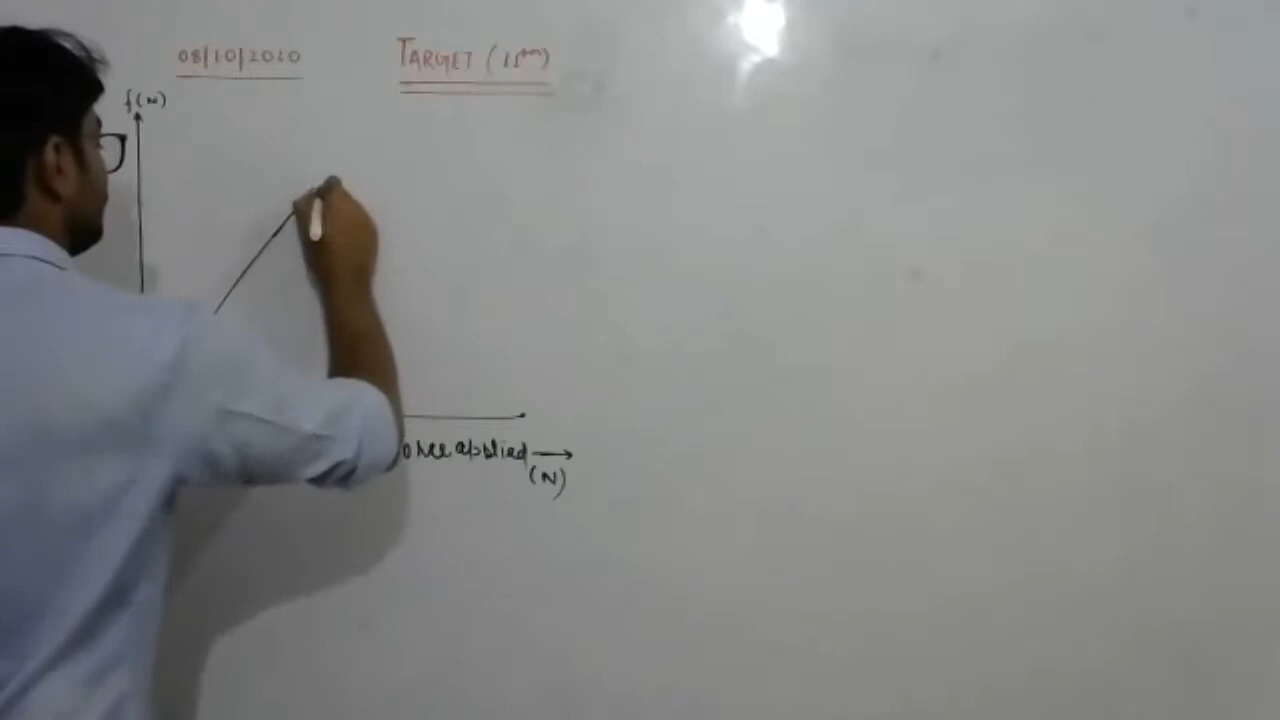 08/10/2020
TARGET (11th)
f(N)
orce applied
(N)